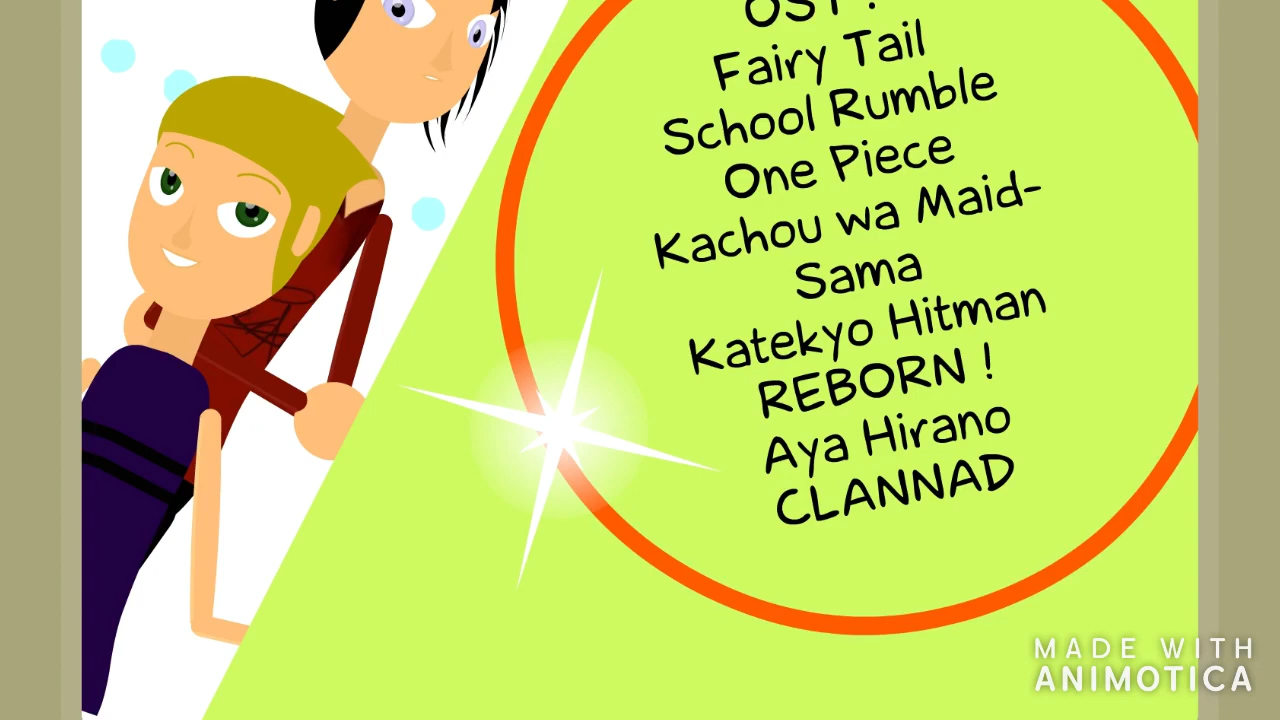 OST !
Fairy Tail
School Rumble
One Piece
Kachou wa Maid-
Sama
Katekyo Hitman
REBORN !
Aya Hirano
CLANNAD
MADE WITH
ANIMOTICA